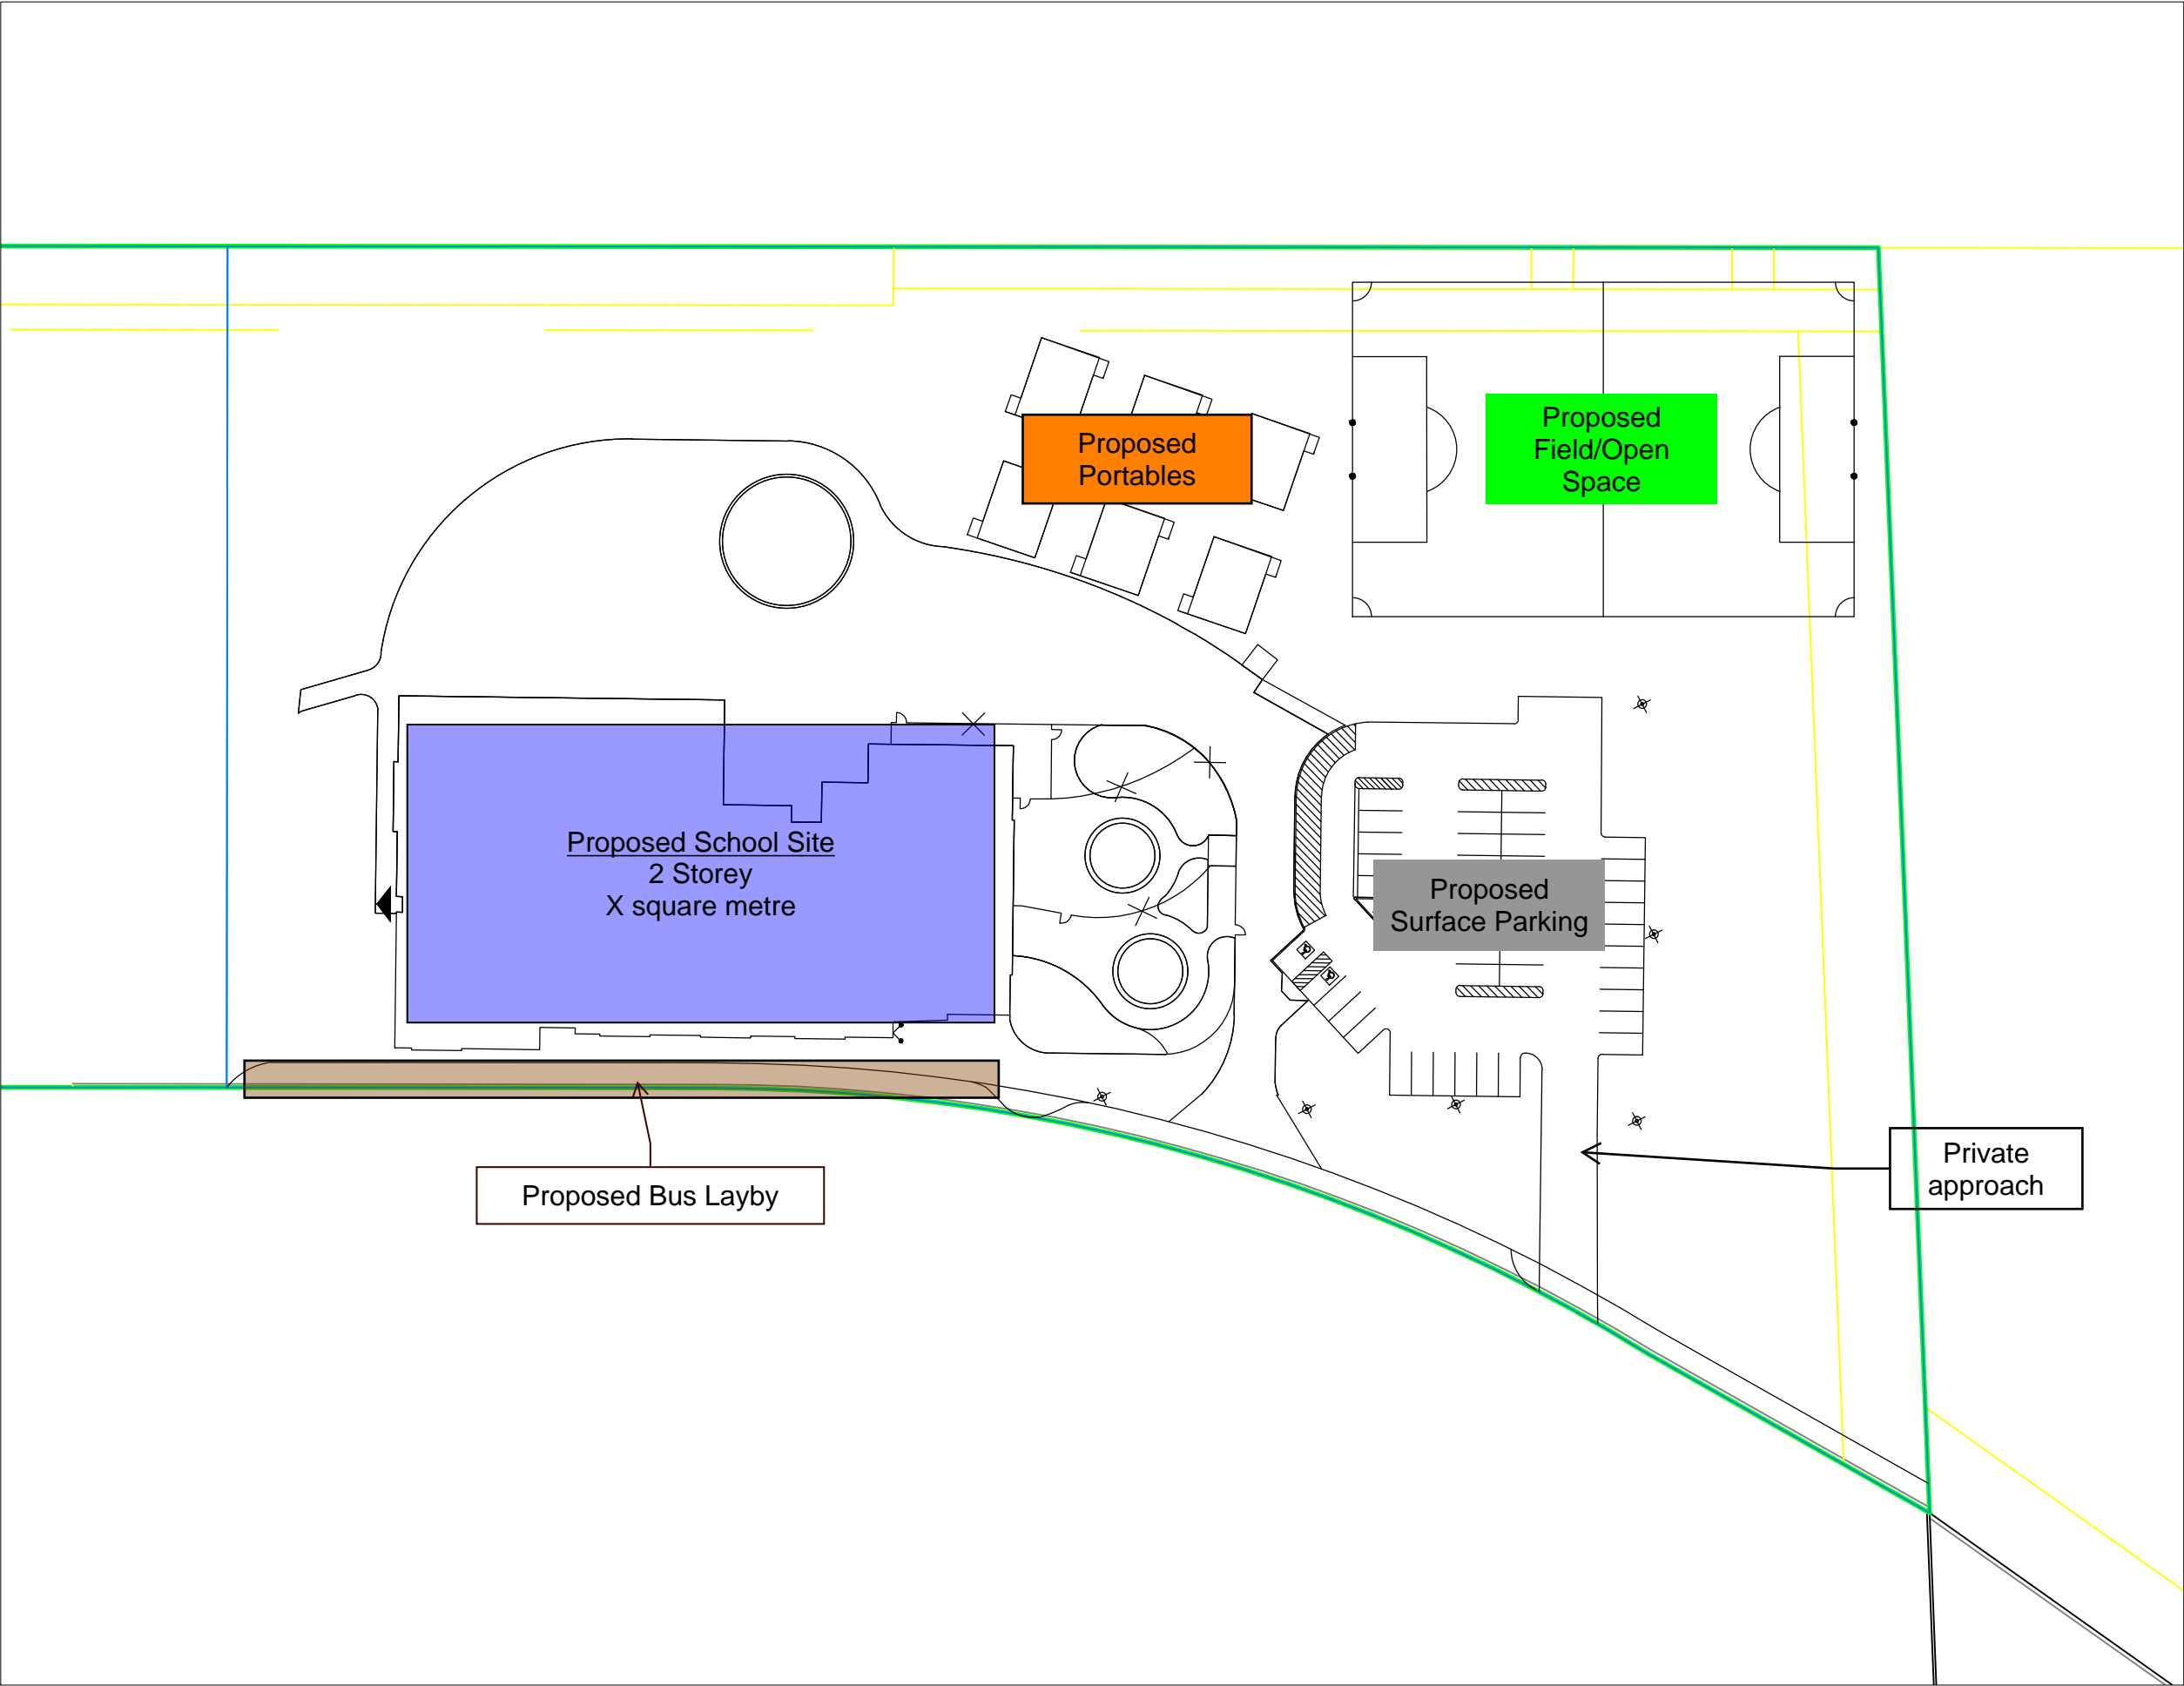 Proposed
Portables
Proposed
Field/Open
Space
Proposed School Site
2 Storey
X square metre
Proposed
Surface Parking
Proposed Bus Layby
Private
approach